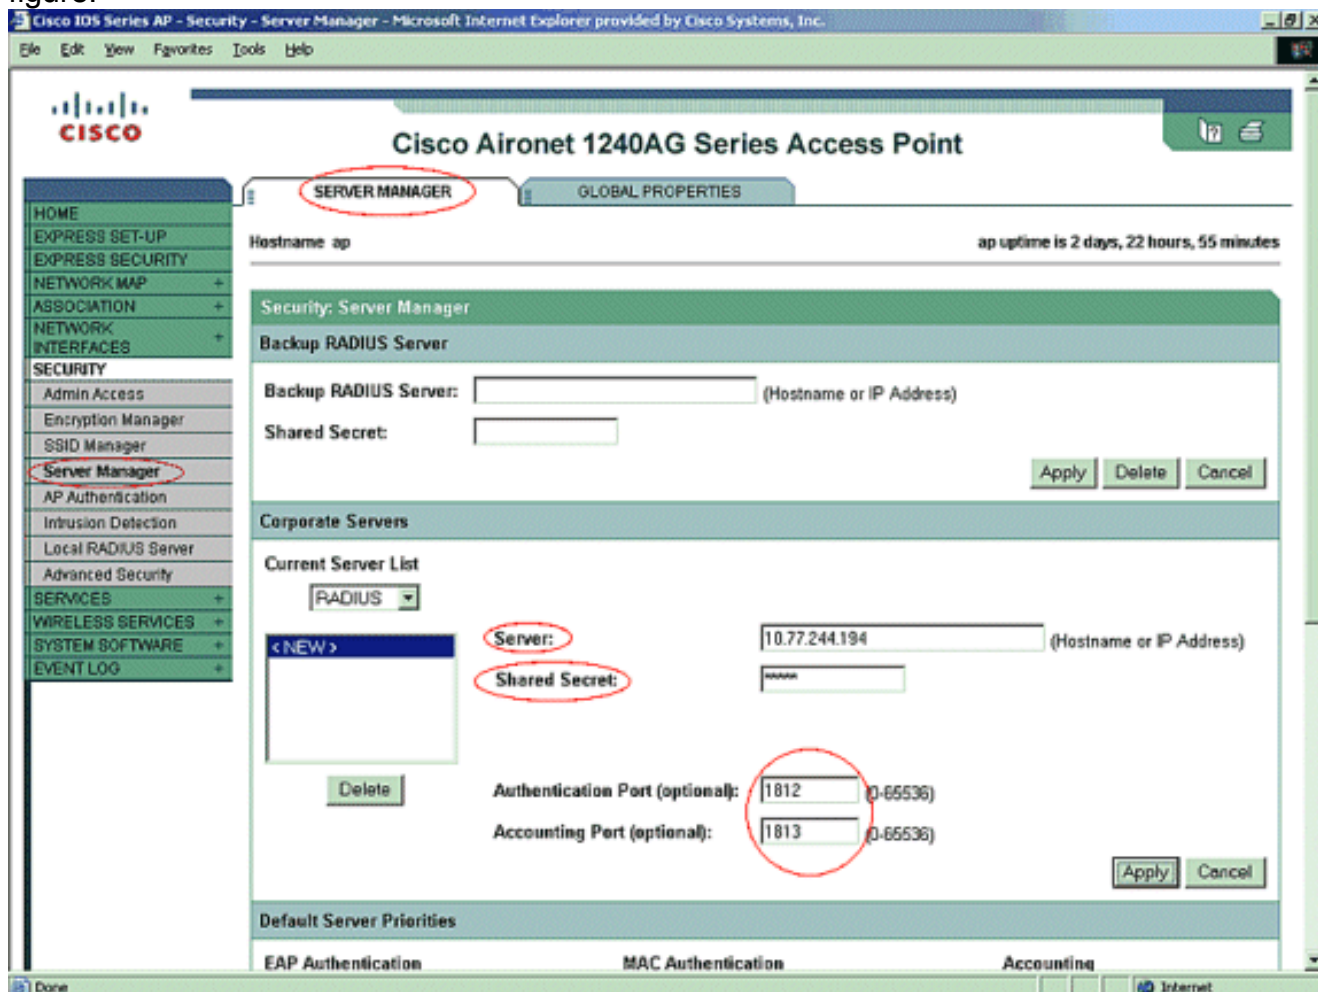 figure.
Cisco IOS Series AP - Security - Server Manager - Microsoft Internet Explorer provided by Cisco Systems, Inc.
File Edit View Favorites Tools Help
CISCO
Cisco Aironet 1240AG Series Access Point
SERVER MANAGER GLOBAL PROPERTIES
HOME
EXPRESS SET-UP
EXPRESS SECURITY
NETWORK MAP +
ASSOCIATION +
NETWORK
INTERFACES +
SECURITY
Admin Access
Encryption Manager
SSID Manager
Server Manager
AP Authentication
Intrusion Detection
Local RADIUS Server
Advanced Security
SERVICES +
WIRELESS SERVICES +
SYSTEM SOFTWARE +
EVENT LOG +
Hostname ap ap uptime is 2 days, 22 hours, 55 minutes
Security: Server Manager
Backup RADIUS Server
Backup RADIUS Server: (Hostname or IP Address)
Shared Secret:
Apply Delete Cancel
Corporate Servers
Current Server List
RADIUS
<NEW>
Delete
Server: 10.77.244.194 (Hostname or IP Address)
Shared Secret: *****
Authentication Port (optional): 1812 (0-65536)
Accounting Port (optional): 1813 (0-65536)
Apply Cancel
Default Server Priorities
EAP Authentication MAC Authentication Accounting
Done Internet